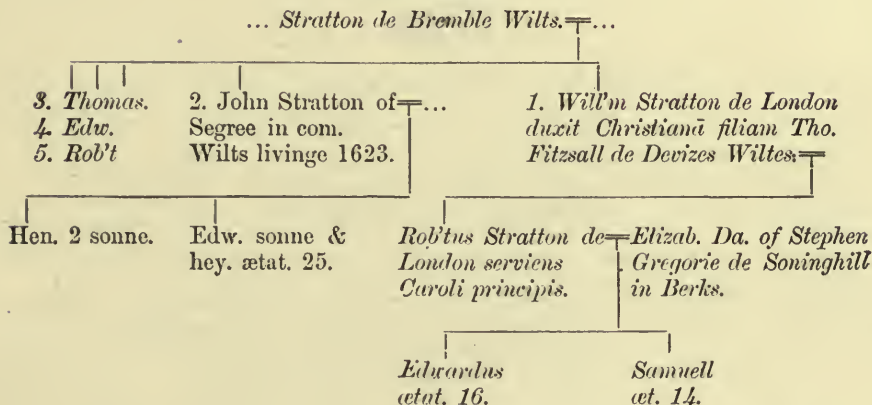 ... Stratton de Bremble Wilts. ...
3. Thomas.
4. Edw.
5. Rob't
2. John Stratton of ...
Segree in com.
Wilts livinge 1623.
1. Will'm Stratton de London
duxit Christianā filiam Tho.
Fitzsall de Devizes Wiltes.
Hen. 2 sonne.
Edw. sonne &
hey. ætat. 25.
Rob'tus Stratton de
London serviens
Caroli principis.
Elizab. Da. of Stephen
Gregorie de Soninghill
in Berks.
Edwardus
ætat. 16.
Samuell
æt. 14.